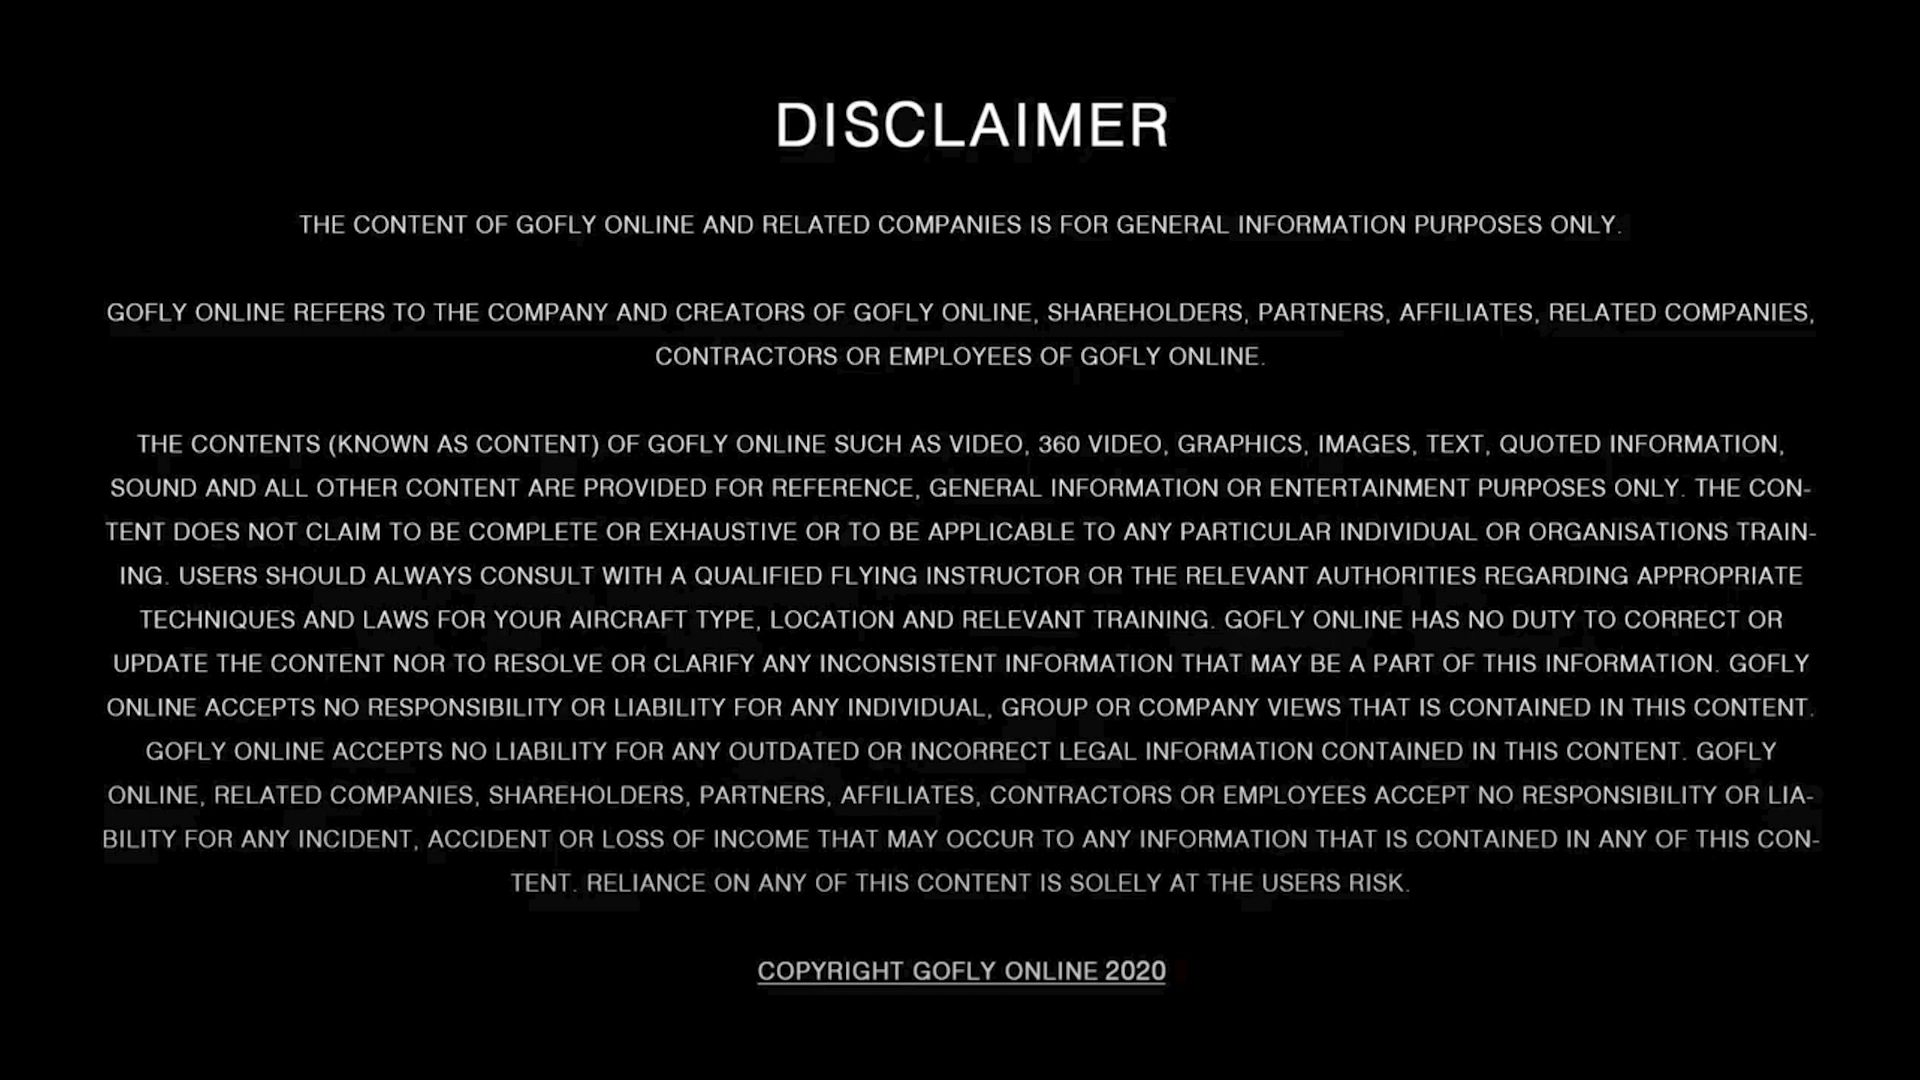 DISCLAIMER
THE CONTENT OF GOFLY ONLINE AND RELATED COMPANIES IS FOR GENERAL INFORMATION PURPOSES ONLY.
GOFLY ONLINE REFERS TO THE COMPANY AND CREATORS OF GOFLY ONLINE, SHAREHOLDERS, PARTNERS, AFFILIATES, RELATED COMPANIES,
CONTRACTORS OR EMPLOYEES OF GOFLY ONLINE.
THE CONTENTS (KNOWN AS CONTENT) OF GOFLY ONLINE SUCH AS VIDEO, 360 VIDEO, GRAPHICS, IMAGES, TEXT, QUOTED INFORMATION,
SOUND AND ALL OTHER CONTENT ARE PROVIDED FOR REFERENCE, GENERAL INFORMATION OR ENTERTAINMENT PURPOSES ONLY. THE CON-
TENT DOES NOT CLAIM TO BE COMPLETE OR EXHAUSTIVE OR TO BE APPLICABLE TO ANY PARTICULAR INDIVIDUAL OR ORGANISATIONS TRAIN-
ING. USERS SHOULD ALWAYS CONSULT WITH A QUALIFIED FLYING INSTRUCTOR OR THE RELEVANT AUTHORITIES REGARDING APPROPRIATE
TECHNIQUES AND LAWS FOR YOUR AIRCRAFT TYPE, LOCATION AND RELEVANT TRAINING. GOFLY ONLINE HAS NO DUTY TO CORRECT OR
UPDATE THE CONTENT NOR TO RESOLVE OR CLARIFY ANY INCONSISTENT INFORMATION THAT MAY BE A PART OF THIS INFORMATION. GOFLY
ONLINE ACCEPTS NO RESPONSIBILITY OR LIABILITY FOR ANY INDIVIDUAL, GROUP OR COMPANY VIEWS THAT IS CONTAINED IN THIS CONTENT.
GOFLY ONLINE ACCEPTS NO LIABILITY FOR ANY OUTDATED OR INCORRECT LEGAL INFORMATION CONTAINED IN THIS CONTENT. GOFLY
ONLINE, RELATED COMPANIES, SHAREHOLDERS, PARTNERS, AFFILIATES, CONTRACTORS OR EMPLOYEES ACCEPT NO RESPONSIBILITY OR LIA-
BILITY FOR ANY INCIDENT, ACCIDENT OR LOSS OF INCOME THAT MAY OCCUR TO ANY INFORMATION THAT IS CONTAINED IN ANY OF THIS CON-
TENT. RELIANCE ON ANY OF THIS CONTENT IS SOLELY AT THE USERS RISK.
COPYRIGHT GOFLY ONLINE 2020